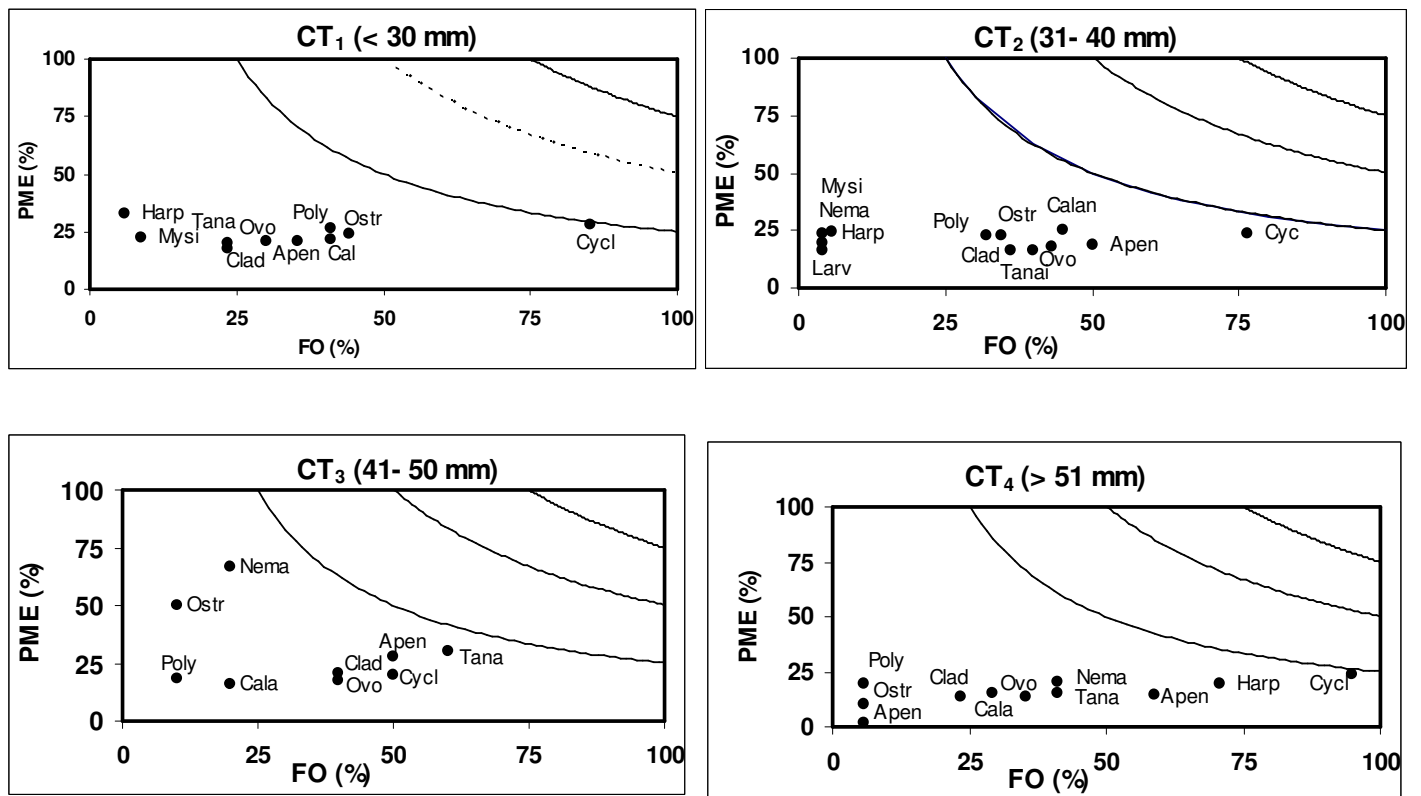 CT₁ (< 30 mm)
PME (%)
100
75
50
25
0
Harp
Mysi
Tana
Clad
Ovo
Apen
Poly
Cal
Ostr
Cycl
0 25 50 75 100
FO (%)
CT₂ (31- 40 mm)
PME (%)
100
75
50
25
0
Mysi
Nema
Harp
Larv
Poly
Ostr
Calan
Clad
Tanai
Ovo
Apen
Cyc
0 25 50 75 100
FO (%)
CT₃ (41- 50 mm)
PME (%)
100
75
50
25
0
Nema
Ostr
Poly
Cala
Clad
Ovo
Apen
Cycl
Tana
0 25 50 75 100
FO (%)
CT₄ (> 51 mm)
PME (%)
100
75
50
25
0
Poly
Ostr
Apen
Clad
Cala
Ovo
Nema
Tana
Apen
Harp
Cycl
0 25 50 75 100
FO (%)